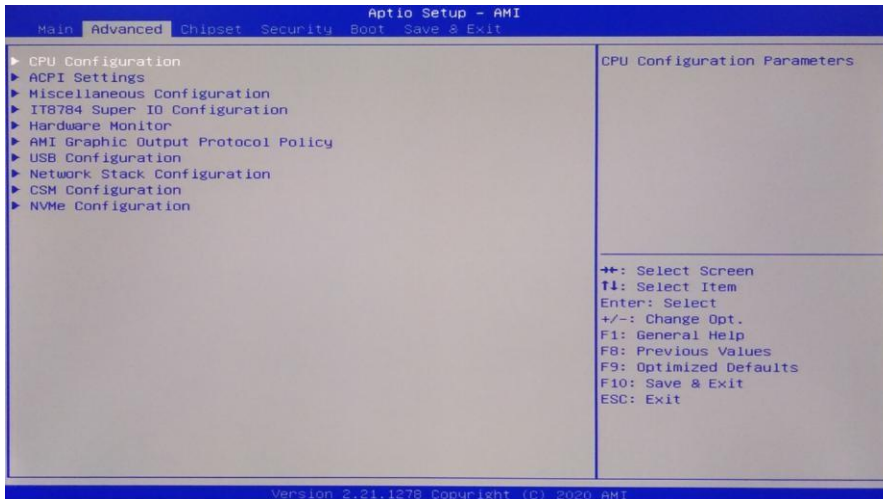 Aptio Setup - AMI
Main Advanced Chipset Security Boot Save & Exit
▶ CPU Configuration
▶ ACPI Settings
▶ Miscellaneous Configuration
▶ IT8784 Super IO Configuration
▶ Hardware Monitor
▶ AMI Graphic Output Protocol Policy
▶ USB Configuration
▶ Network Stack Configuration
▶ CSM Configuration
▶ NVMe Configuration
CPU Configuration Parameters
→←: Select Screen
↑↓: Select Item
Enter: Select
+/-: Change Opt.
F1: General Help
F8: Previous Values
F9: Optimized Defaults
F10: Save & Exit
ESC: Exit
Version 2.21.1278 Copyright (C) 2020 AMI